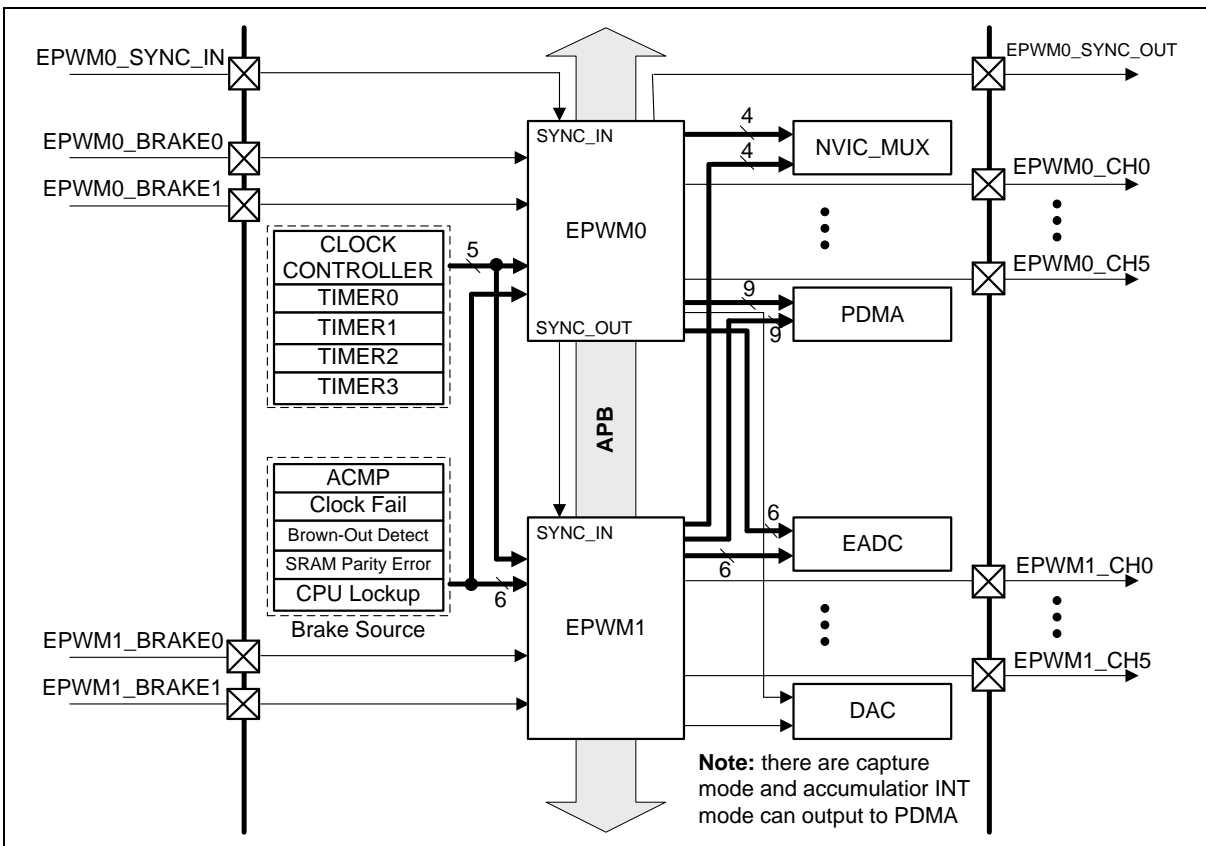 EPWM0_SYNC_IN
EPWM0_SYNC_OUT
EPWM0_BRAKE0
EPWM0_BRAKE1
SYNC_IN
EPWM0
SYNC_OUT
4
4
NVIC_MUX
EPWM0_CH0
EPWM0_CH5
CLOCK
CONTROLLER
TIMER0
TIMER1
TIMER2
TIMER3
5
9
9
PDMA
APB
ACMP
Clock Fail
Brown-Out Detect
SRAM Parity Error
CPU Lockup
Brake Source
6
SYNC_IN
EPWM1
6
6
EADC
EPWM1_CH0
EPWM1_CH5
EPWM1_BRAKE0
EPWM1_BRAKE1
DAC
Note: there are capture
mode and accumulatior INT
mode can output to PDMA